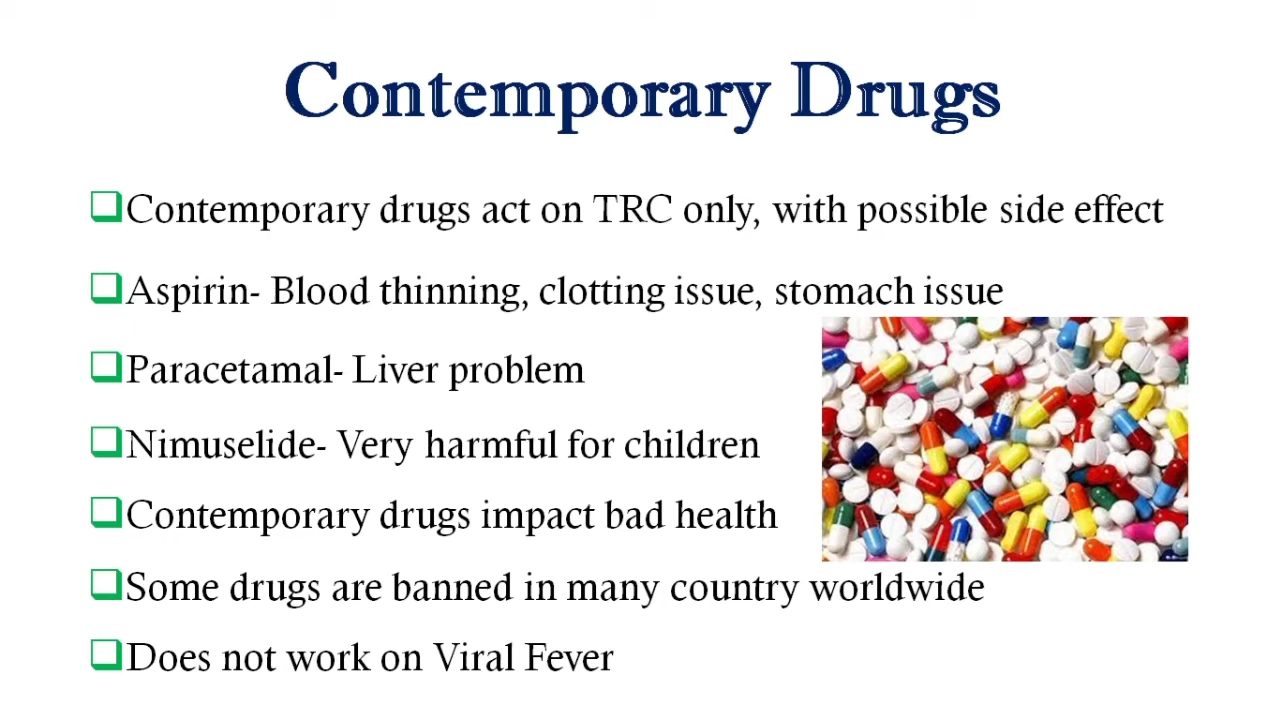 Contemporary Drugs
Contemporary drugs act on TRC only, with possible side effect
Aspirin- Blood thinning, clotting issue, stomach issue
Paracetamal- Liver problem
Nimuselide- Very harmful for children
Contemporary drugs impact bad health
Some drugs are banned in many country worldwide
Does not work on Viral Fever